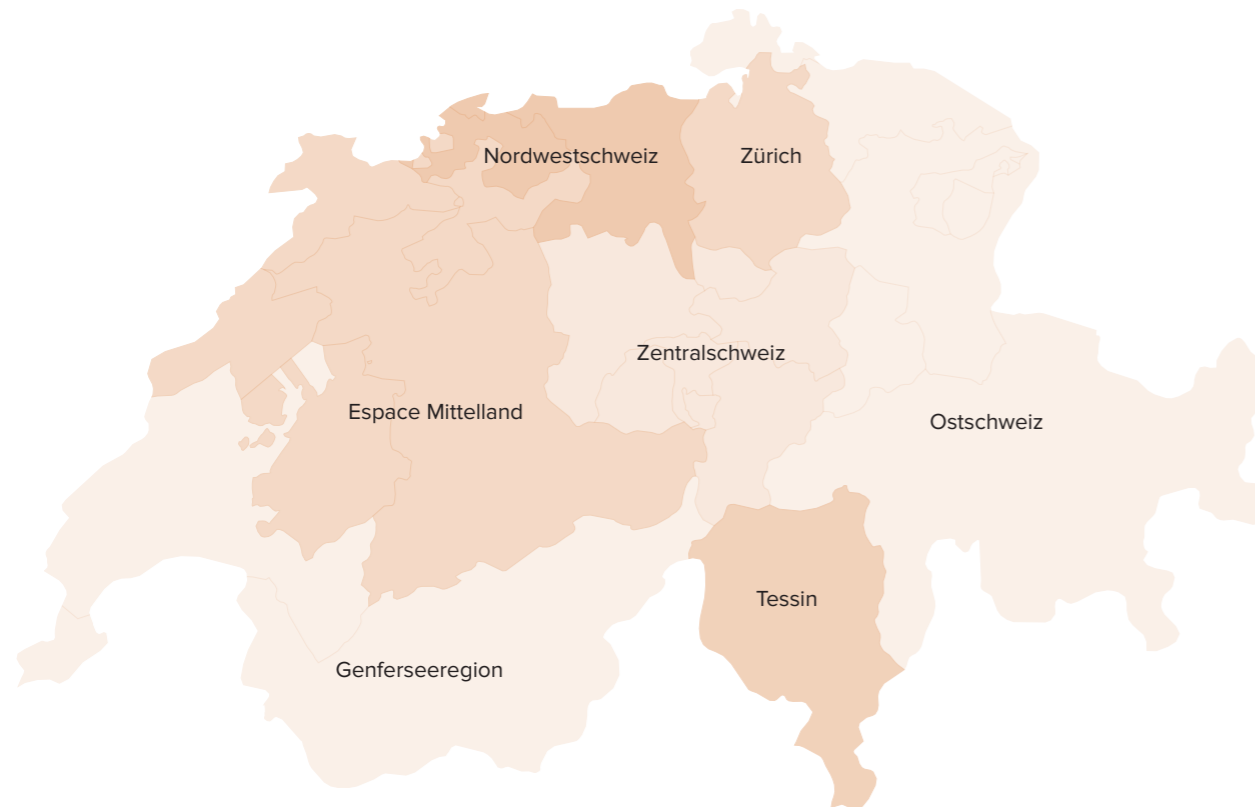 Nordwestschweiz
Zürich
Zentralschweiz
Espace Mittelland
Ostschweiz
Tessin
Genferseeregion